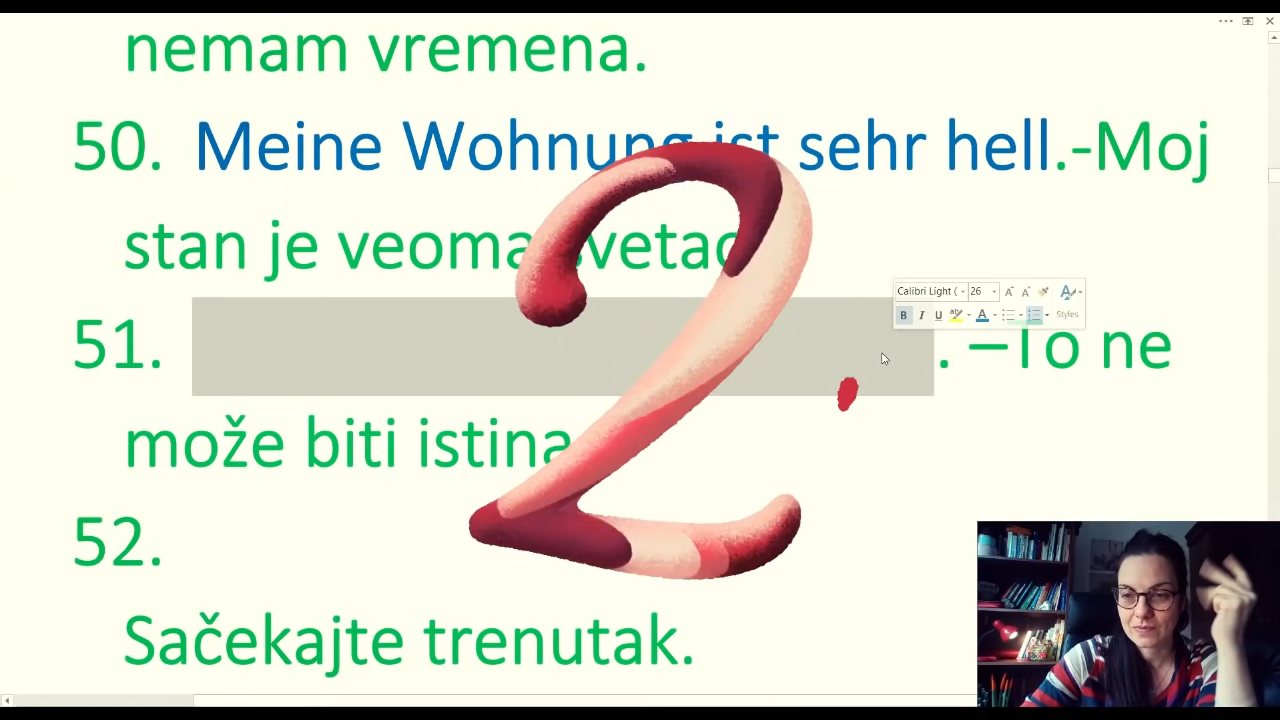 nemam vremena.
50. Meine Wohnung ist sehr hell.-Moj
stan je veoma svetao
51. . –To ne
može biti istina
52.
Sačekajte trenutak.
2.
Calibri Light ( 26
B I U Styles